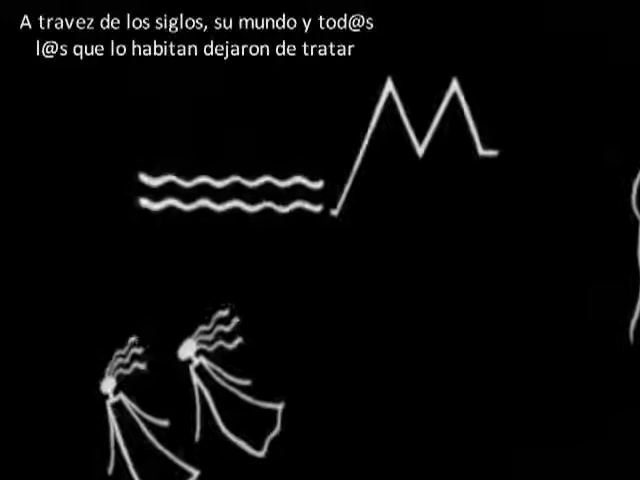 A travez de los siglos, su mundo y tod@s
l@s que lo habitan dejaron de tratar